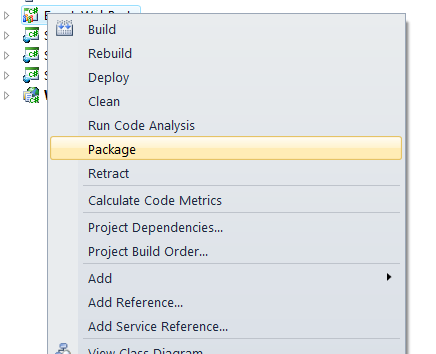 Build
Rebuild
Deploy
Clean
Run Code Analysis
Package
Retract
Calculate Code Metrics
Project Dependencies...
Project Build Order...
Add
Add Reference...
Add Service Reference...
View Class Diagram